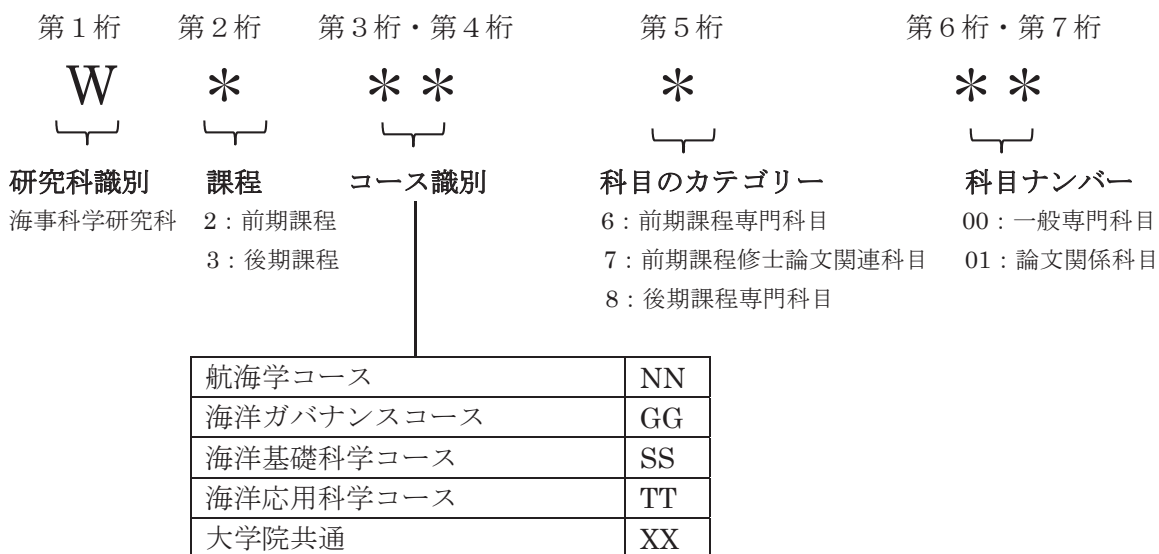 第１桁 第２桁 第３桁・第４桁 第５桁 第６桁・第７桁
W * * * * * *
研究科識別 課程 コース識別 科目のカテゴリー 科目ナンバー
海事科学研究科 2：前期課程 6：前期課程専門科目 00：一般専門科目
3：後期課程 7：前期課程修士論文関連科目 01：論文関係科目
8：後期課程専門科目
航海学コース NN
海洋ガバナンスコース GG
海洋基礎科学コース SS
海洋応用科学コース TT
大学院共通 XX